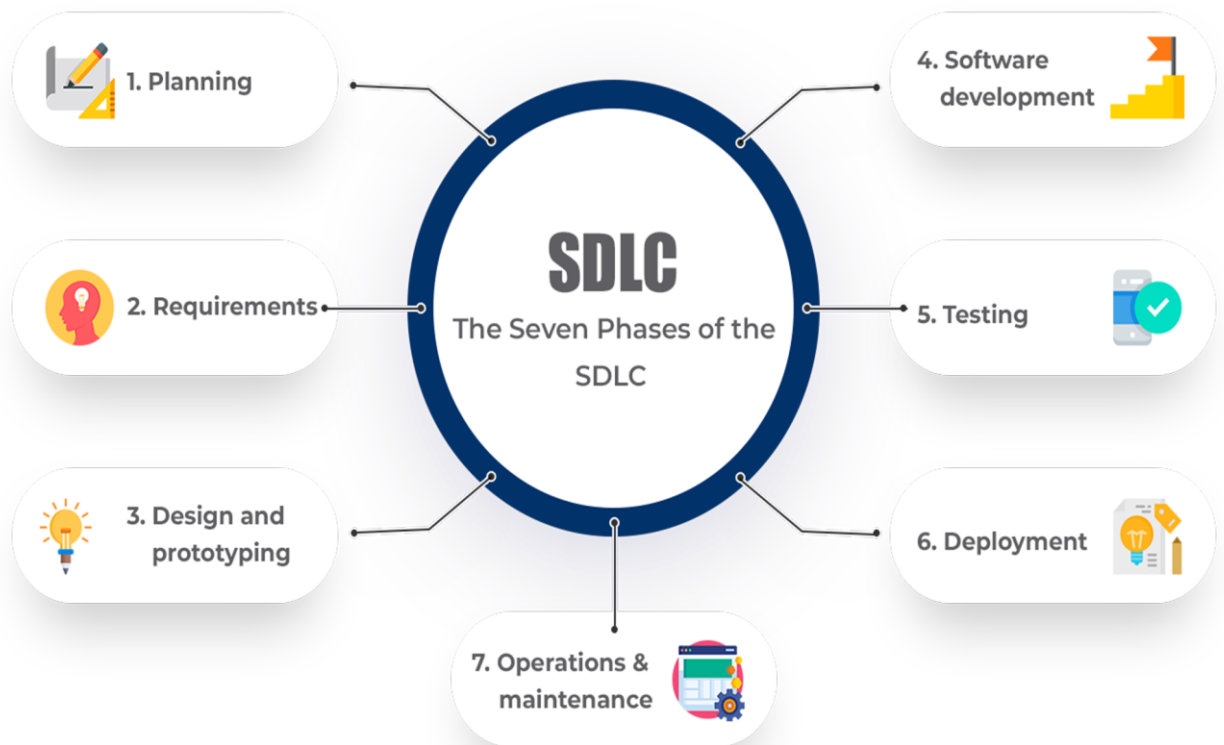 1. Planning
2. Requirements
3. Design and
prototyping
SDLC
The Seven Phases of the
SDLC
4. Software
development
5. Testing
6. Deployment
7. Operations &
maintenance